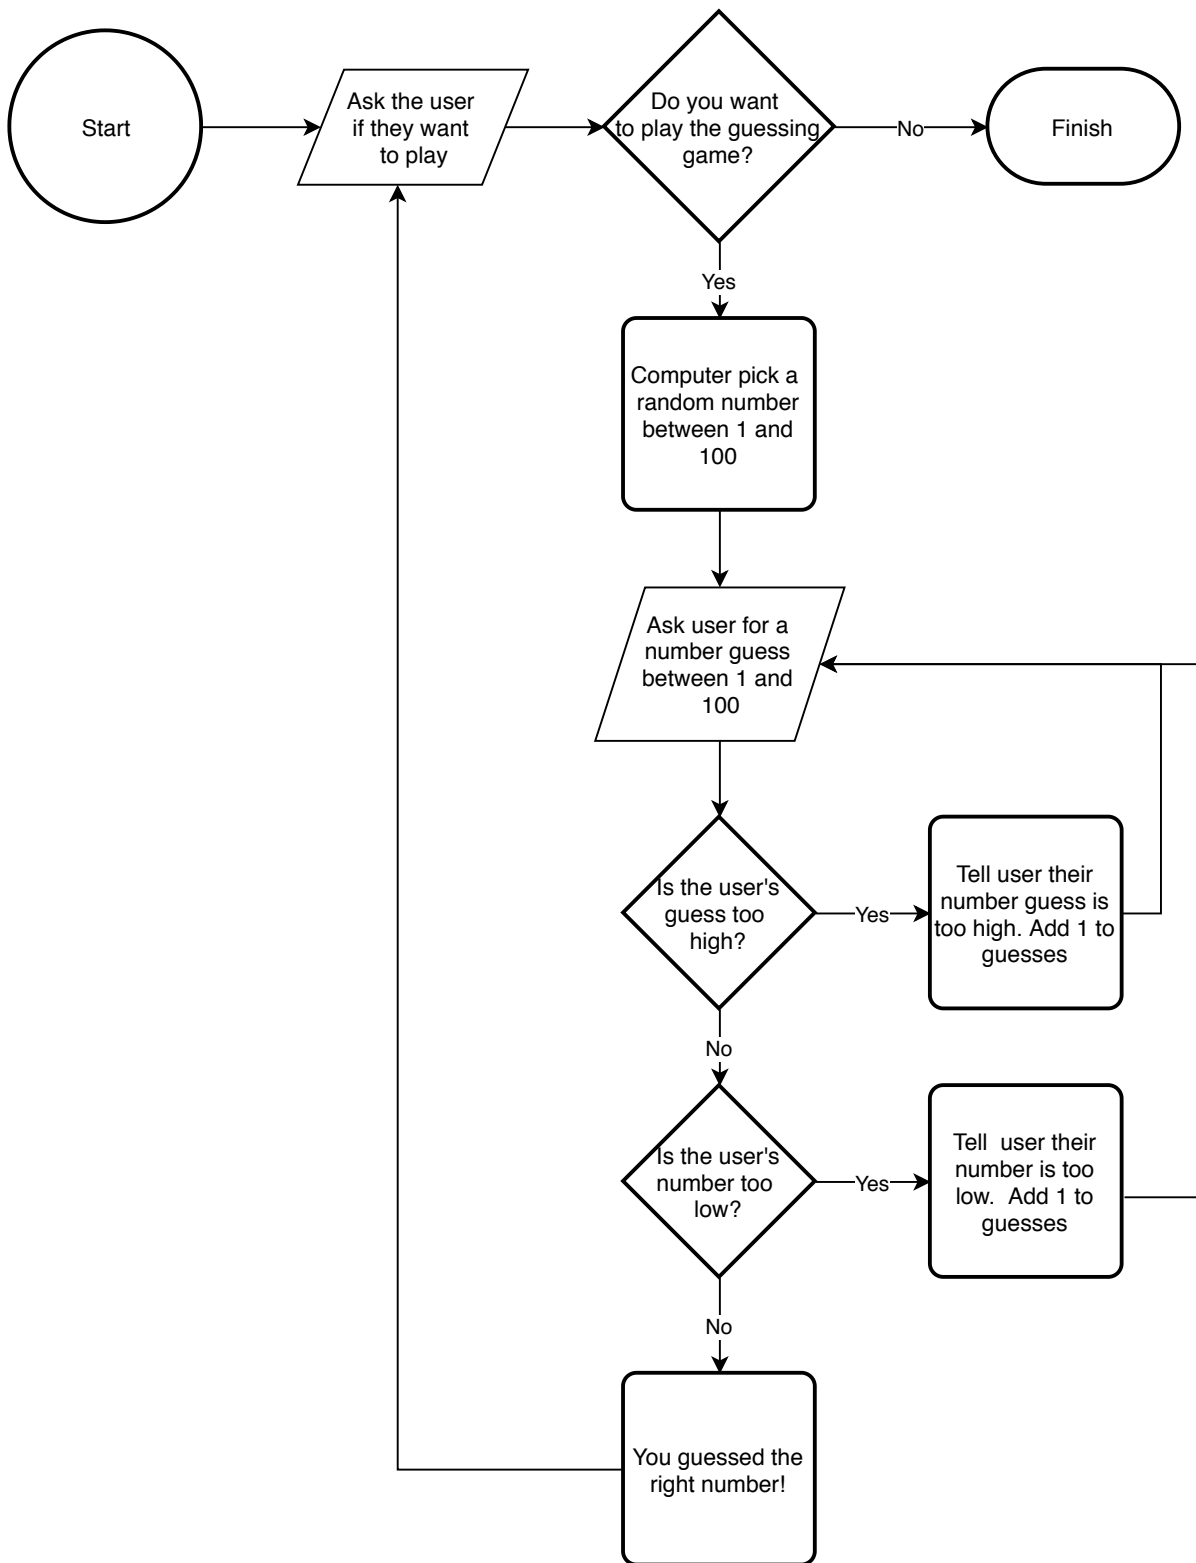 Start
Ask the user
if they want
to play
Do you want
to play the guessing
game?
No
Finish
Yes
Computer pick a
random number
between 1 and
100
Ask user for a
number guess
between 1 and
100
Is the user's
guess too
high?
Yes
Tell user their
number guess is
too high. Add 1 to
guesses
No
Is the user's
number too
low?
Yes
Tell  user their
number is too
low.  Add 1 to
guesses
No
You guessed the
right number!